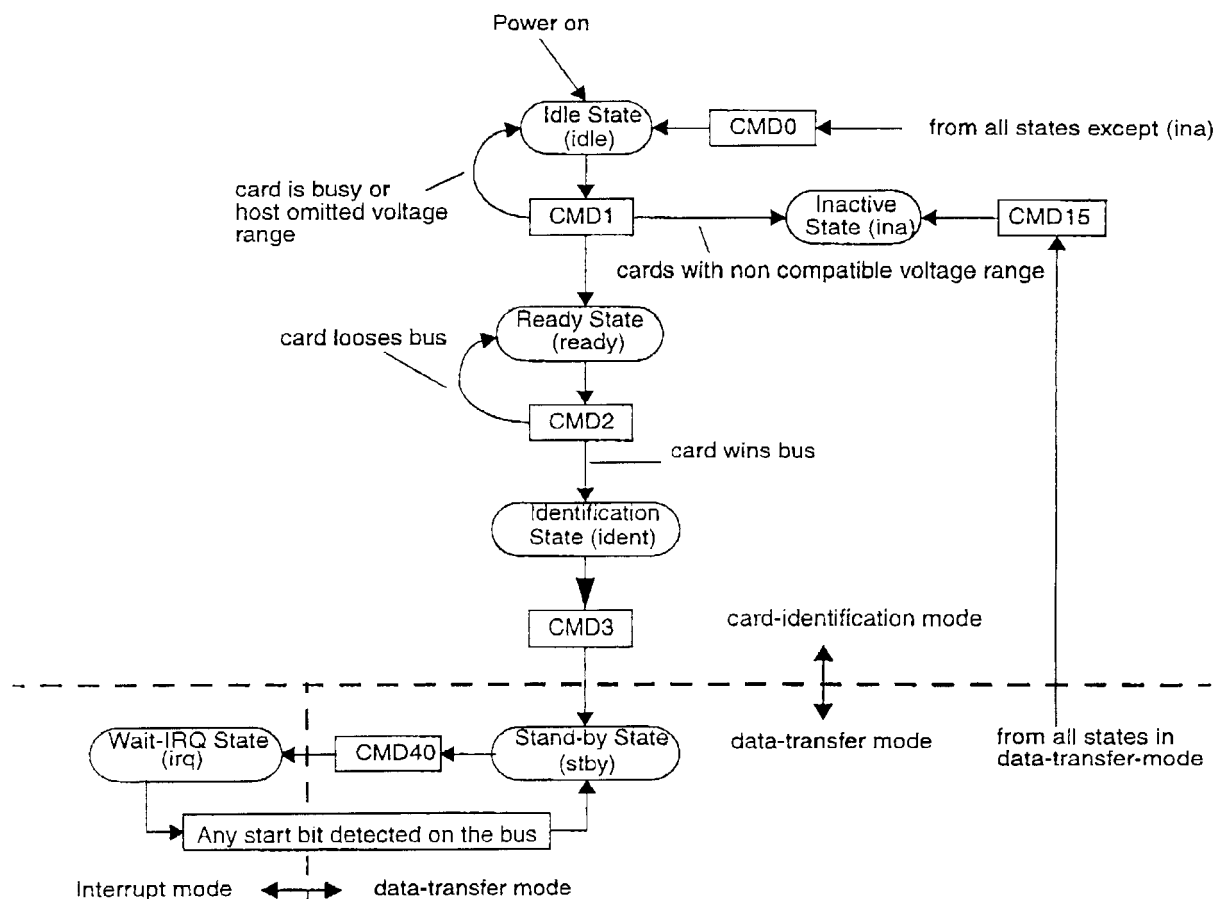 Power on
Idle State
(idle)
CMD0
from all states except (ina)
card is busy or
host omitted voltage
range
CMD1
Inactive
State (ina)
CMD15
cards with non compatible voltage range
Ready State
(ready)
card looses bus
CMD2
card wins bus
Identification
State (ident)
CMD3
card-identification mode
Wait-IRQ State
(irq)
CMD40
Stand-by State
(stby)
data-transfer mode
from all states in
data-transfer-mode
Any start bit detected on the bus
Interrupt mode
data-transfer mode